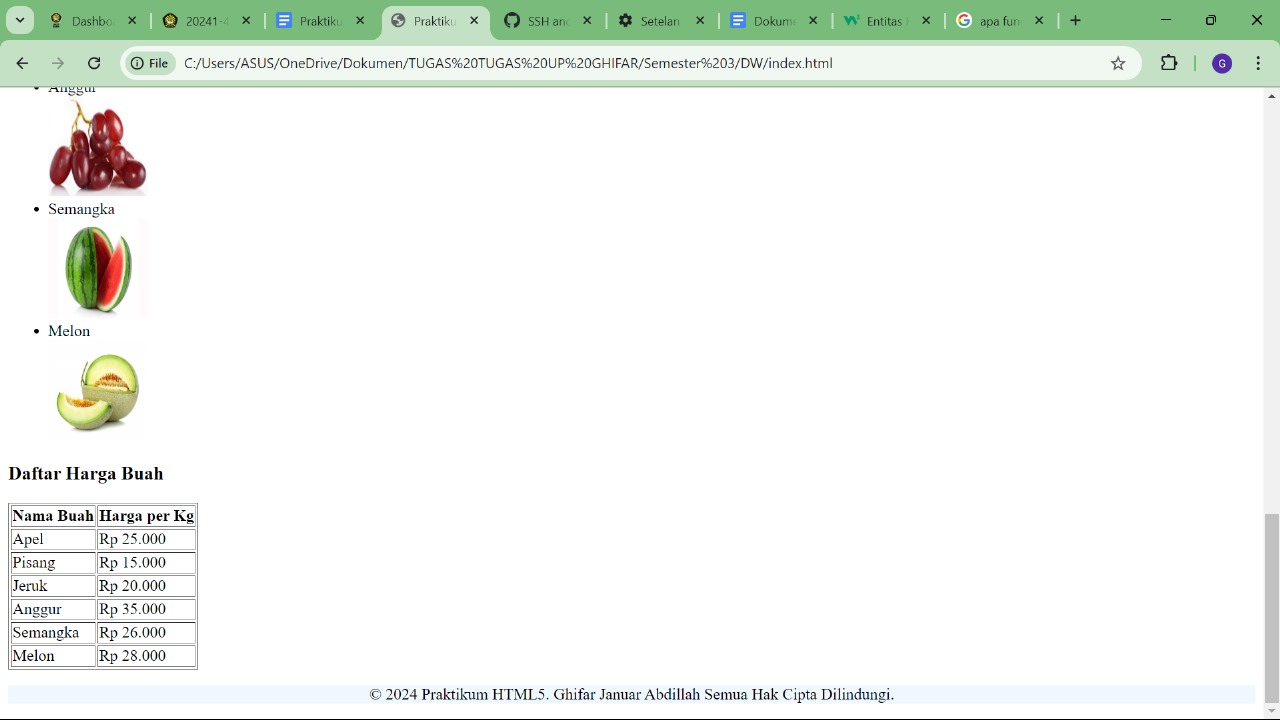 Dashbo
20241-4
Praktiku
Praktiku
SSH an
Setelan
Dokum
Entitas
apa fun
File
C:/Users/ASUS/OneDrive/Dokumen/TUGAS%20TUGAS%20UP%20GHIFAR/Semester%203/DW/index.html
G
Anggur
Semangka
Melon
Daftar Harga Buah
Nama Buah Harga per Kg
Apel Rp 25.000
Pisang Rp 15.000
Jeruk Rp 20.000
Anggur Rp 35.000
Semangka Rp 26.000
Melon Rp 28.000
© 2024 Praktikum HTML5. Ghifar Januar Abdillah Semua Hak Cipta Dilindungi.